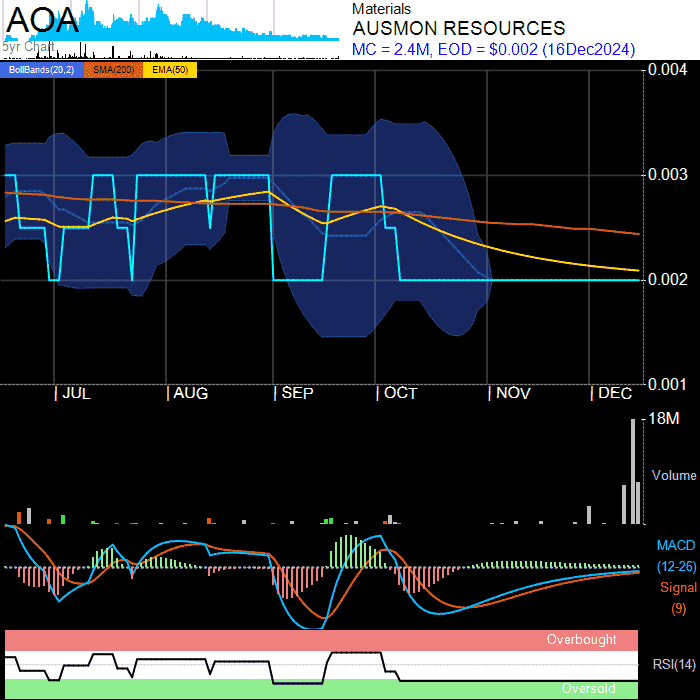 AOA
5yr Chart
Materials
AUSMON RESOURCES
MC = 2.4M, EOD = $0.002 (16Dec2024)
BollBands(20,2) SMA(200) EMA(50)
0.004
0.003
0.002
0.001
JUL AUG SEP OCT NOV DEC
18M
Volume
MACD
(12-26)
Signal
(9)
Overbought
RSI(14)
Oversold